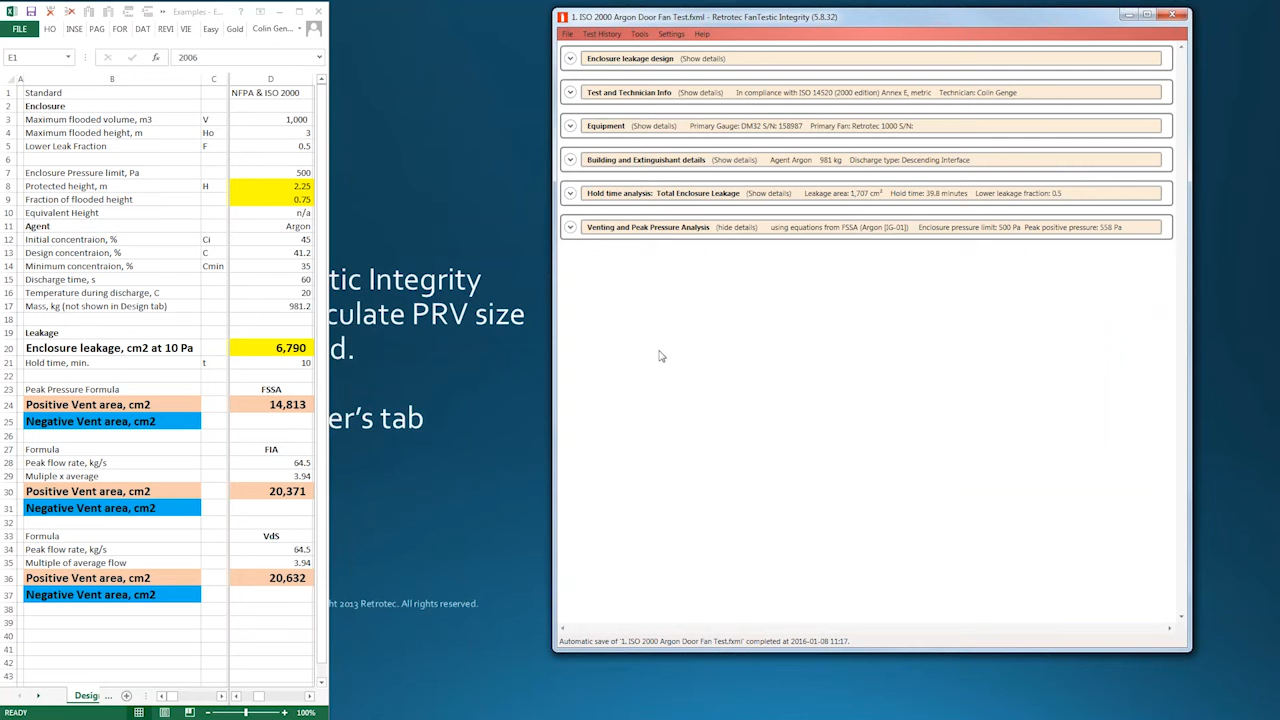 Examples - E...
FILE HO INSE PAG FOR DAT REVI VIE Easy Gold Colin Gen...
E1 fx 2006
A B C D
1 Standard NFPA & ISO 2000
2 Enclosure
3 Maximum flooded volume, m3 V 1,000
4 Maximum flooded height, m Ho 3
5 Lower Leak Fraction F 0.5
6
7 Enclosure Pressure limit, Pa 500
8 Protected height, m H 2.25
9 Fraction of flooded height 0.75
10 Equivalent Height n/a
11 Agent Argon
12 Initial concentraion, % Ci 45
13 Design concentraion, % C 41.2
14 Minimum concentraion, % Cmin 35
15 Discharge time, s 60
16 Temperature during discharge, C 20
17 Mass, kg (not shown in Design tab) 981.2
18
19 Leakage
20 Enclosure leakage, cm2 at 10 Pa 6,790
21 Hold time, min. t 10
22
23 Peak Pressure Formula FSSA
24 Positive Vent area, cm2 14,813
25 Negative Vent area, cm2
26
27 Formula FIA
28 Peak flow rate, kg/s 64.5
29 Muliple x average 3.94
30 Positive Vent area, cm2 20,371
31 Negative Vent area, cm2
32
33 Formula VdS
34 Peak flow rate, kg/s 64.5
35 Multiple of average flow 3.94
36 Positive Vent area, cm2 20,632
37 Negative Vent area, cm2
38
39
40
41
42
43
Desig ...
READY 100%
tic Integrity
culate PRV size
d.
er's tab
ht 2013 Retrotec. All rights reserved.
1. ISO 2000 Argon Door Fan Test.fxml - Retrotec FanTestic Integrity (5.8.32)
File Test History Tools Settings Help
Enclosure leakage design (Show details)
Test and Technician Info (Show details) In compliance with ISO 14520 (2000 edition) Annex E, metric Technician: Colin Genge
Equipment (Show details) Primary Gauge: DM32 S/N: 158987 Primary Fan: Retrotec 1000 S/N:
Building and Extinguishant details (Show details) Agent Argon 981 kg Discharge type: Descending Interface
Hold time analysis: Total Enclosure Leakage (Show details) Leakage area: 1,707 cm² Hold time: 39.8 minutes Lower leakage fraction: 0.5
Venting and Peak Pressure Analysis (hide details) using equations from FSSA (Argon [IG-01]) Enclosure pressure limit: 500 Pa Peak positive pressure: 558 Pa
Automatic save of '1. ISO 2000 Argon Door Fan Test.fxml' completed at 2016-01-08 11:17.